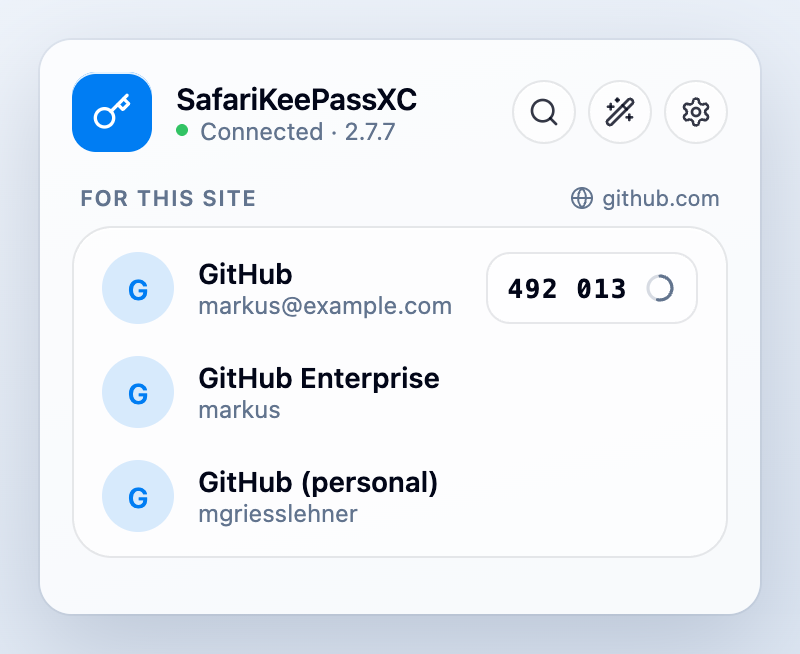 SafariKeePassXC
Connected · 2.7.7
FOR THIS SITE
github.com
G
GitHub
markus@example.com
492 013
G
GitHub Enterprise
markus
G
GitHub (personal)
mgriesslehner